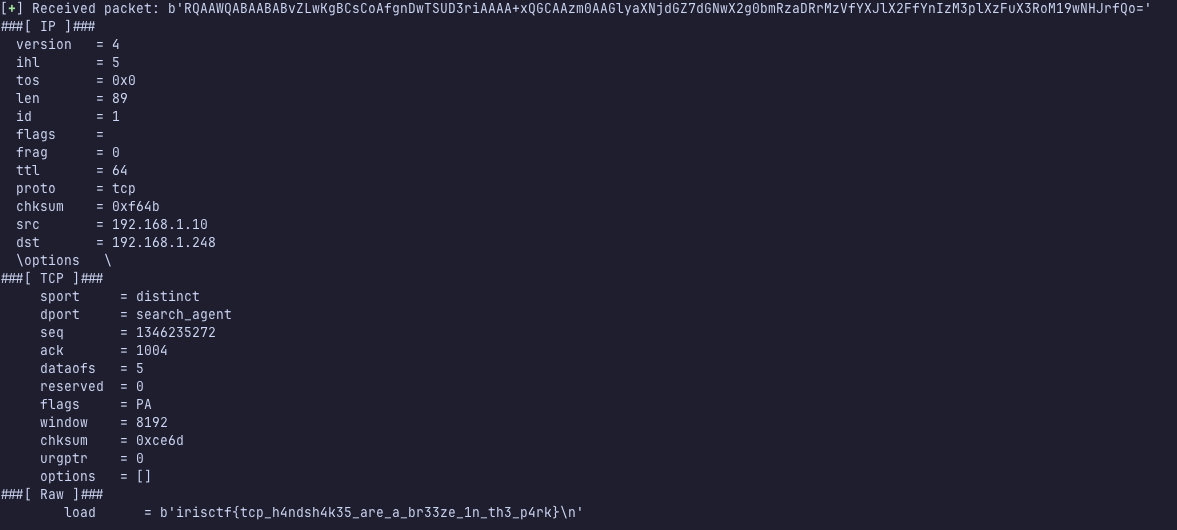 [+] Received packet: b'RQAAWQABAABABvZLwKgBCsCoAfgnDwTSUD3riAAAA+xQGCAAzm0AAGlyaXNjdGZ7dGNwX2g0bmRzaDRrMzVfYXJlX2FfYnIzM3plXzFuX3RoM19wNHJrfQo='
###[ IP ]###
  version   = 4
  ihl       = 5
  tos       = 0x0
  len       = 89
  id        = 1
  flags     =
  frag      = 0
  ttl       = 64
  proto     = tcp
  chksum    = 0xf64b
  src       = 192.168.1.10
  dst       = 192.168.1.248
  \options   \
###[ TCP ]###
     sport     = distinct
     dport     = search_agent
     seq       = 1346235272
     ack       = 1004
     dataofs   = 5
     reserved  = 0
     flags     = PA
     window    = 8192
     chksum    = 0xce6d
     urgptr    = 0
     options   = []
###[ Raw ]###
        load      = b'irisctf{tcp_h4ndsh4k35_are_a_br33ze_1n_th3_p4rk}\n'